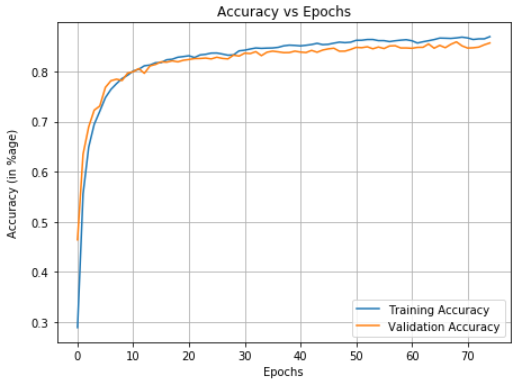 Accuracy vs Epochs
Accuracy (in %age)
0.8
0.7
0.6
0.5
0.4
0.3
0 10 20 30 40 50 60 70
Epochs
Training Accuracy
Validation Accuracy